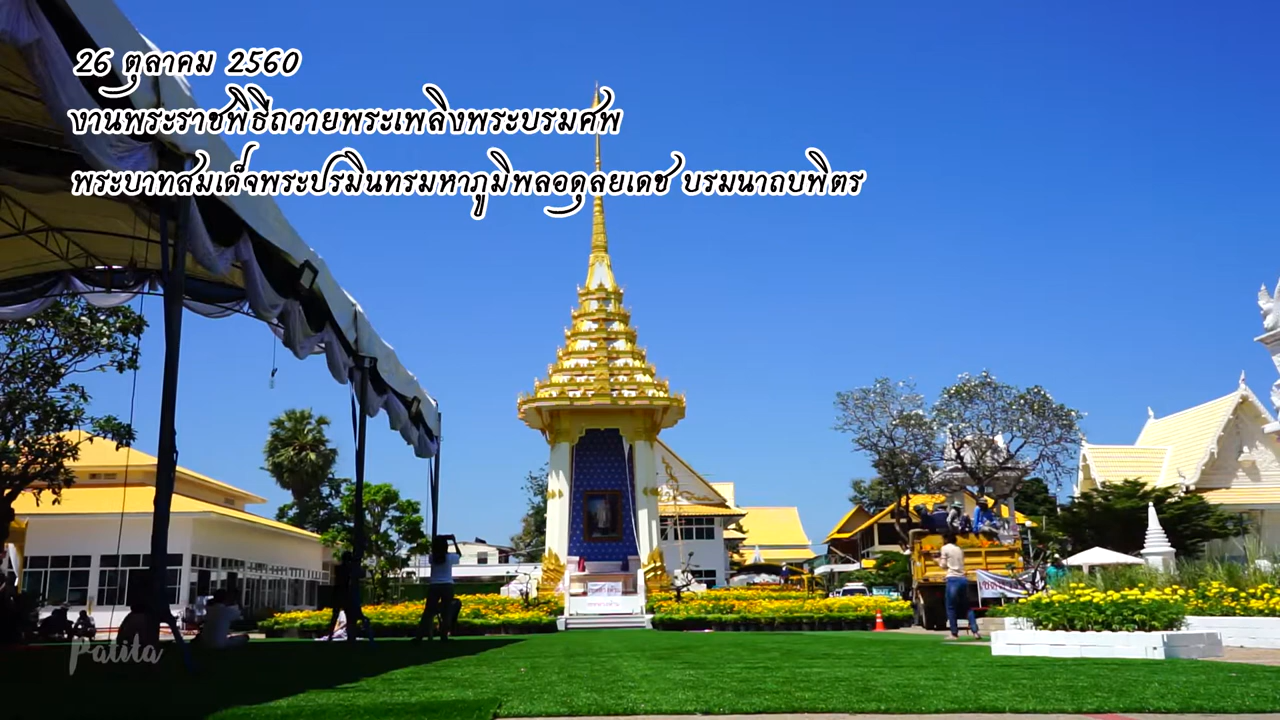 26 ตุลาคม 2560
งานพระราชพิธีถวายพระเพลิงพระบรมศพ
พระบาทสมเด็จพระปรมินทรมหาภูมิพลอดุลยเดช บรมนาถบพิตร
Patita